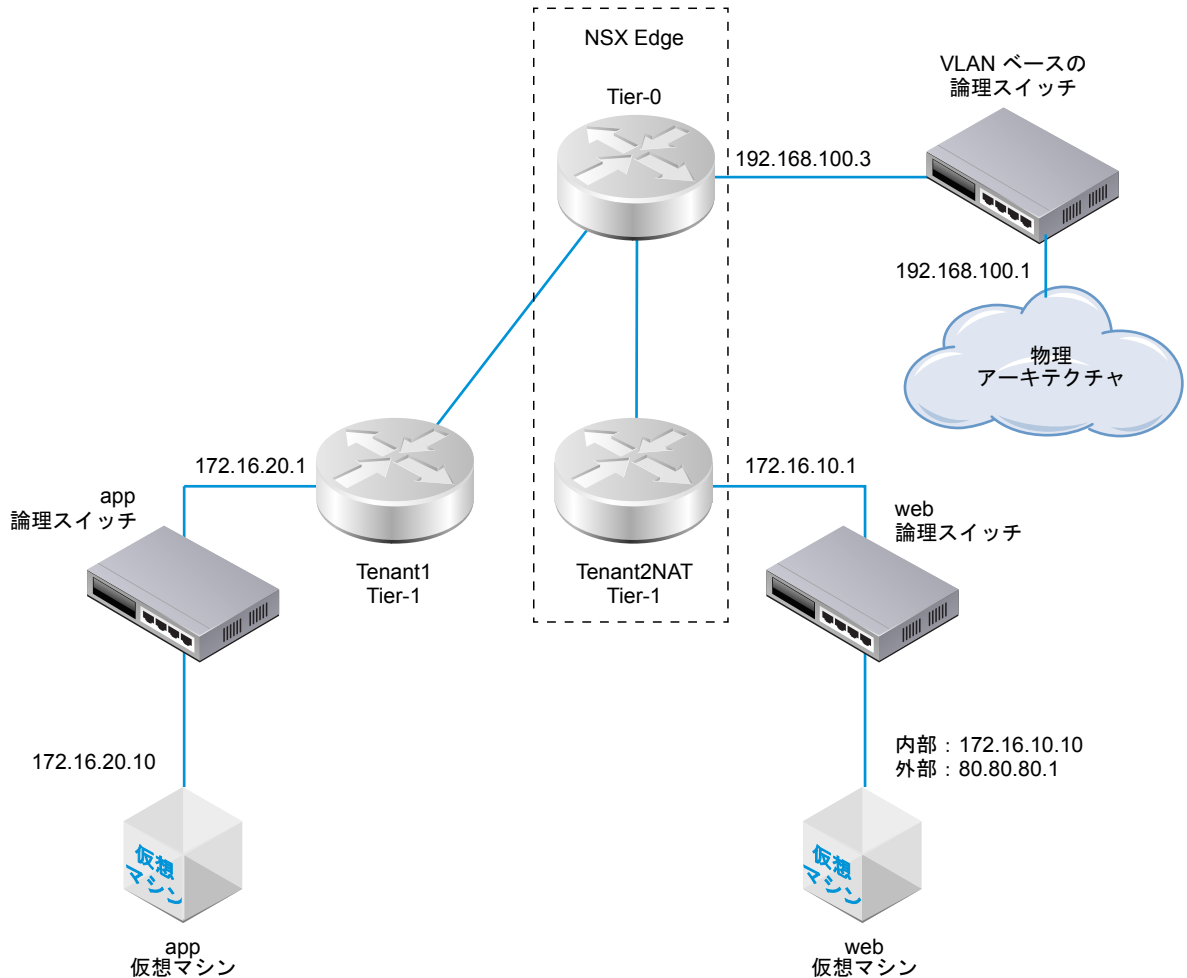 NSX Edge
Tier-0
VLAN ベースの
論理スイッチ
192.168.100.3
192.168.100.1
物理
アーキテクチャ
172.16.20.1
172.16.10.1
app
論理スイッチ
web
論理スイッチ
Tenant1
Tier-1
Tenant2NAT
Tier-1
172.16.20.10
内部：172.16.10.10
外部：80.80.80.1
仮想
マシン
仮想
マシン
app
仮想マシン
web
仮想マシン